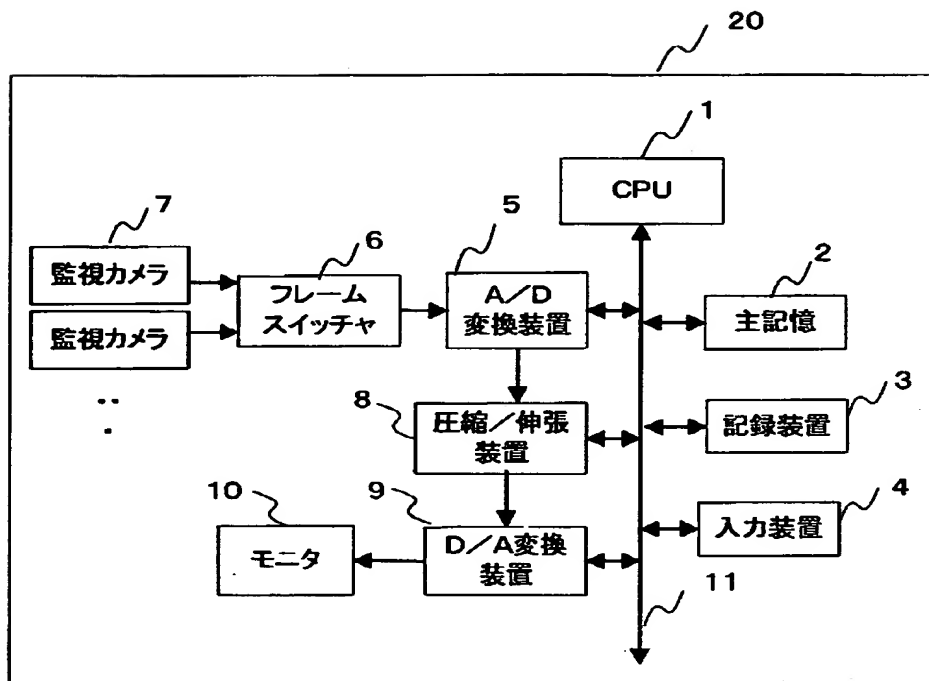 20
1
CPU
7
監視カメラ
監視カメラ
6
フレーム
スイッチャ
5
A/D
変換装置
2
主記憶
8
圧縮/伸張
装置
3
記録装置
10
モニタ
9
D/A変換
装置
4
入力装置
11